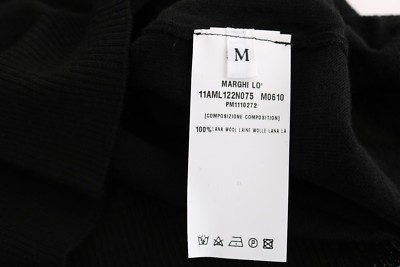 M
MARGHI LO'
11AML122N075 M0610
PM1110272
[COMPOSIZIONE COMPOSITION]
100% LANA WOOL LAINE WOLLE LANA LA